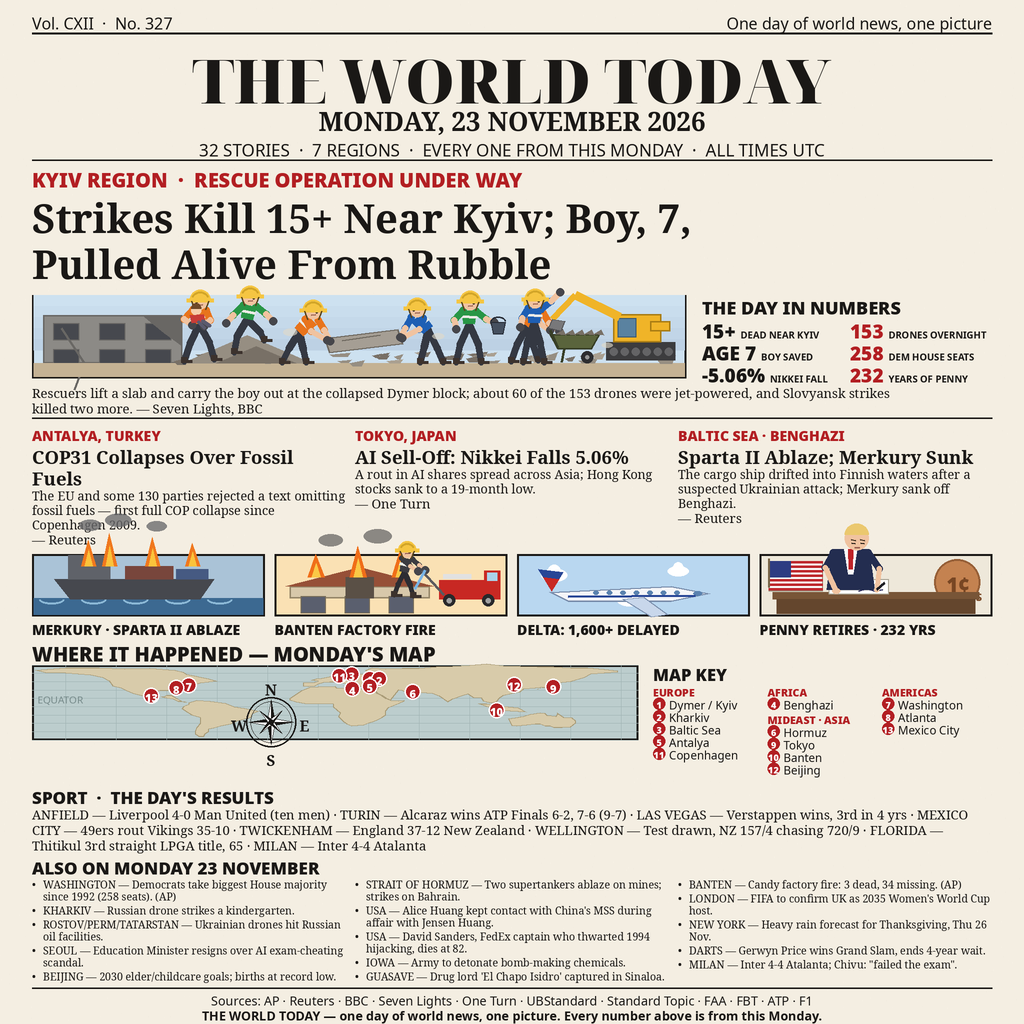 Vol. CXII · No. 327
One day of world news, one picture
THE WORLD TODAY
MONDAY, 23 NOVEMBER 2026
32 STORIES · 7 REGIONS · EVERY ONE FROM THIS MONDAY · ALL TIMES UTC
KYIV REGION · RESCUE OPERATION UNDER WAY
Strikes Kill 15+ Near Kyiv; Boy, 7,
Pulled Alive From Rubble
THE DAY IN NUMBERS
15+ DEAD NEAR KYIV
153 DRONES OVERNIGHT
AGE 7 BOY SAVED
258 DEM HOUSE SEATS
-5.06% NIKKEI FALL
232 YEARS OF PENNY
Rescuers lift a slab and carry the boy out at the collapsed Dymer block; about 60 of the 153 drones were jet-powered, and Slovyansk strikes
killed two more. — Seven Lights, BBC
ANTALYA, TURKEY
COP31 Collapses Over Fossil
Fuels
The EU and some 130 parties rejected a text omitting
fossil fuels — first full COP collapse since
Copenhagen 2009.
— Reuters
TOKYO, JAPAN
AI Sell-Off: Nikkei Falls 5.06%
A rout in AI shares spread across Asia; Hong Kong
stocks sank to a 19-month low.
— One Turn
BALTIC SEA · BENGHAZI
Sparta II Ablaze; Merkury Sunk
The cargo ship drifted into Finnish waters after a
suspected Ukrainian attack; Merkury sank off
Benghazi.
— Reuters
1¢
MERKURY · SPARTA II ABLAZE
BANTEN FACTORY FIRE
DELTA: 1,600+ DELAYED
PENNY RETIRES · 232 YRS
WHERE IT HAPPENED — MONDAY'S MAP
EQUATOR
13
8
7
11
3
2
4
5
6
12
9
10
N
W
E
S
MAP KEY
EUROPE
1 Dymer / Kyiv
2 Kharkiv
3 Baltic Sea
5 Antalya
11 Copenhagen
AFRICA
4 Benghazi
MIDEAST · ASIA
6 Hormuz
9 Tokyo
10 Banten
12 Beijing
AMERICAS
7 Washington
8 Atlanta
13 Mexico City
SPORT · THE DAY'S RESULTS
ANFIELD — Liverpool 4-0 Man United (ten men) · TURIN — Alcaraz wins ATP Finals 6-2, 7-6 (9-7) · LAS VEGAS — Verstappen wins, 3rd in 4 yrs · MEXICO
CITY — 49ers rout Vikings 35-10 · TWICKENHAM — England 37-12 New Zealand · WELLINGTON — Test drawn, NZ 157/4 chasing 720/9 · FLORIDA —
Thitikul 3rd straight LPGA title, 65 · MILAN — Inter 4-4 Atalanta
ALSO ON MONDAY 23 NOVEMBER
• WASHINGTON — Democrats take biggest House majority
since 1992 (258 seats). (AP)
• KHARKIV — Russian drone strikes a kindergarten.
• ROSTOV/PERM/TATARSTAN — Ukrainian drones hit Russian
oil facilities.
• SEOUL — Education Minister resigns over AI exam-cheating
scandal.
• BEIJING — 2030 elder/childcare goals; births at record low.
• STRAIT OF HORMUZ — Two supertankers ablaze on mines;
strikes on Bahrain.
• USA — Alice Huang kept contact with China's MSS during
affair with Jensen Huang.
• USA — David Sanders, FedEx captain who thwarted 1994
hijacking, dies at 82.
• IOWA — Army to detonate bomb-making chemicals.
• GUASAVE — Drug lord 'El Chapo Isidro' captured in Sinaloa.
• BANTEN — Candy factory fire: 3 dead, 34 missing. (AP)
• LONDON — FIFA to confirm UK as 2035 Women's World Cup
host.
• NEW YORK — Heavy rain forecast for Thanksgiving, Thu 26
Nov.
• DARTS — Gerwyn Price wins Grand Slam, ends 4-year wait.
• MILAN — Inter 4-4 Atalanta; Chivu: "failed the exam".
Sources: AP · Reuters · BBC · Seven Lights · One Turn · UBStandard · Standard Topic · FAA · FBT · ATP · F1
THE WORLD TODAY — one day of world news, one picture. Every number above is from this Monday.